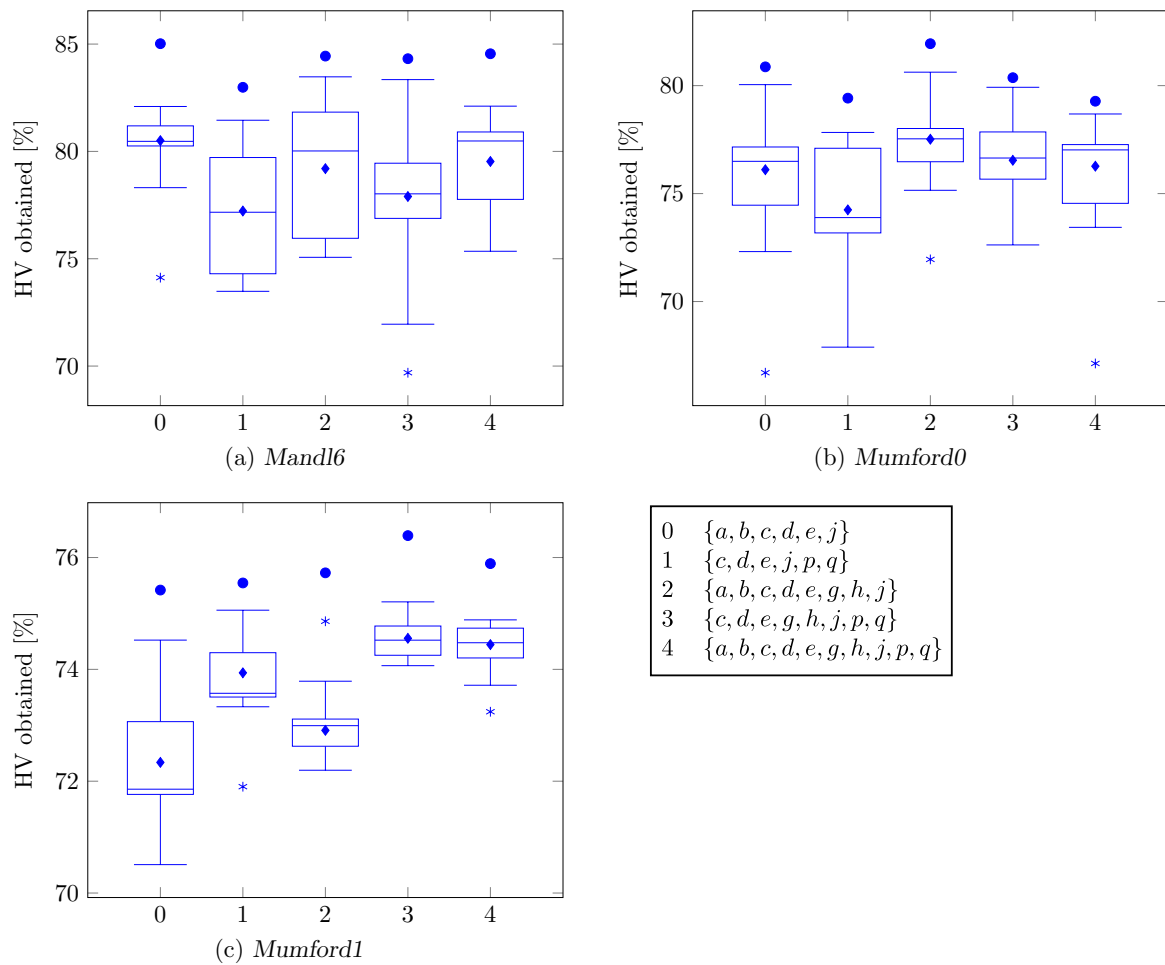 85
80
75
70
HV obtained [%]
0 1 2 3 4
(a) Mandl6
80
75
70
HV obtained [%]
0 1 2 3 4
(b) Mumford0
76
74
72
70
HV obtained [%]
0 1 2 3 4
(c) Mumford1
0 {a, b, c, d, e, j}
1 {c, d, e, j, p, q}
2 {a, b, c, d, e, g, h, j}
3 {c, d, e, g, h, j, p, q}
4 {a, b, c, d, e, g, h, j, p, q}